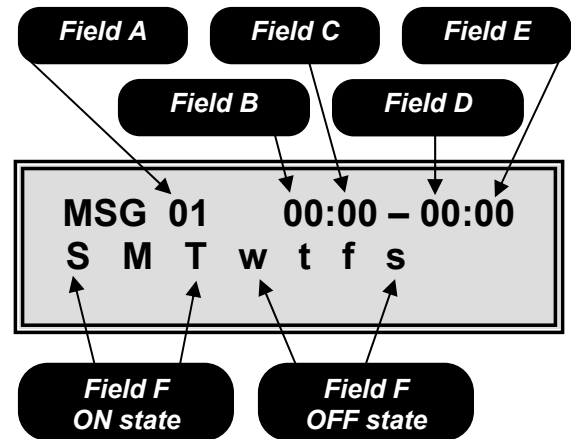 Field A
Field C
Field E
Field B
Field D
MSG 01 00:00 – 00:00
S M T w t f s
Field F
ON state
Field F
OFF state